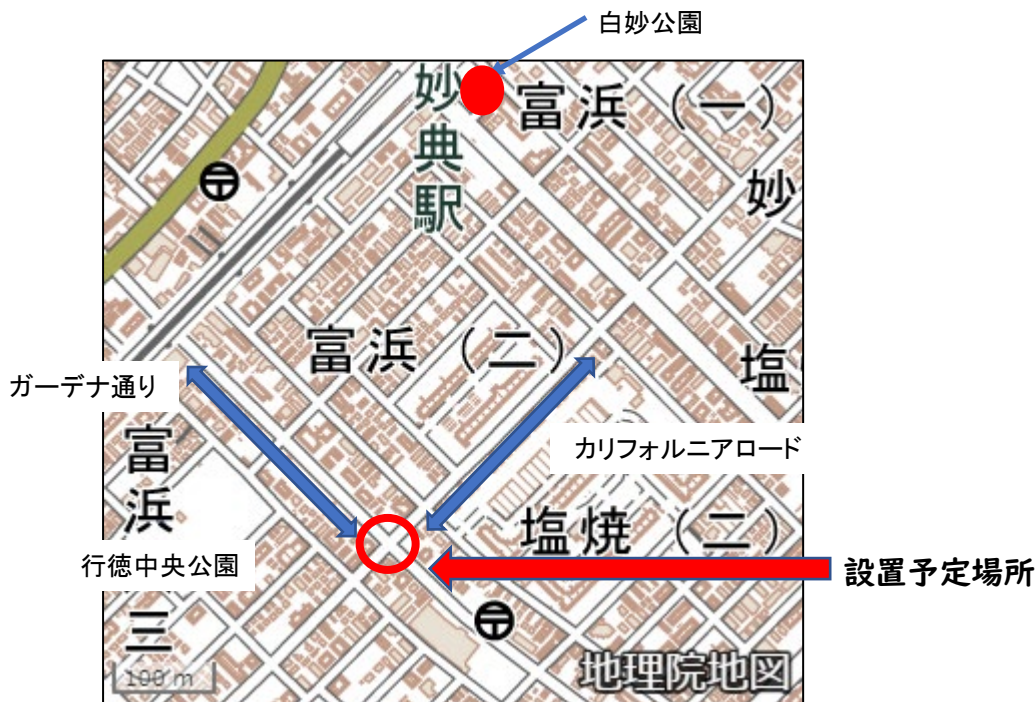 白妙公園
妙典駅
富浜（一）
妙
富浜（二）
塩
ガーデナ通り
カリフォルニアロード
富浜
三
塩焼（二）
行徳中央公園
設置予定場所
100 m
地理院地図